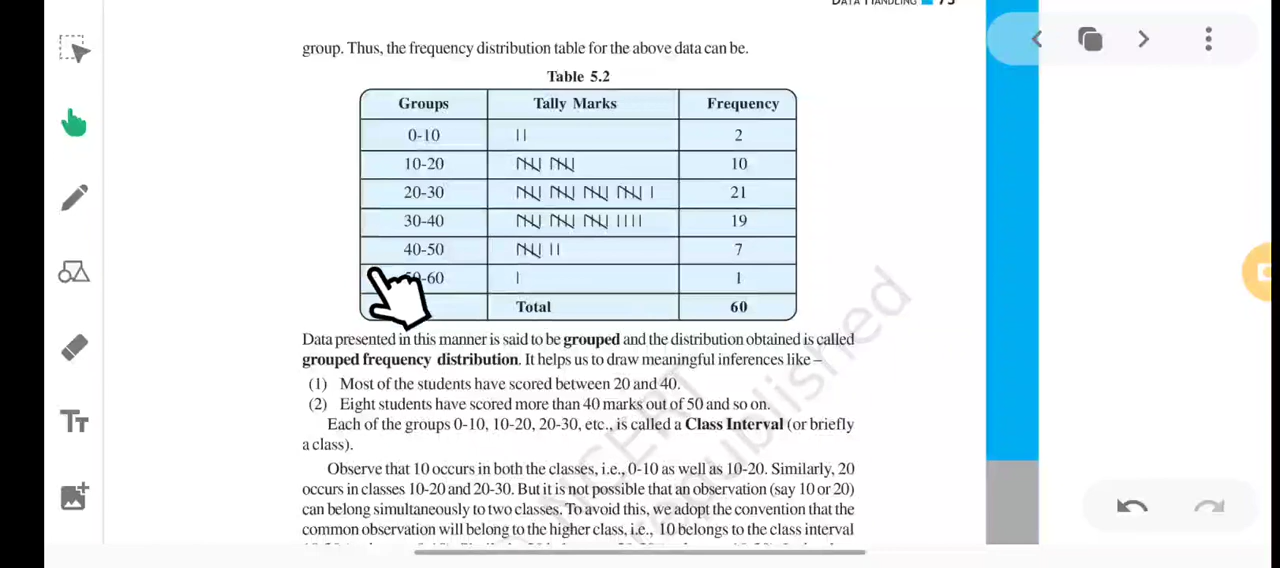 DATA HANDLING 73
group. Thus, the frequency distribution table for the above data can be.
Table 5.2
Groups Tally Marks Frequency
0-10 2
10-20 10
20-30 21
30-40 19
40-50 7
-60 1
Total 60
Data presented in this manner is said to be grouped and the distribution obtained is called
grouped frequency distribution. It helps us to draw meaningful inferences like –
(1) Most of the students have scored between 20 and 40.
(2) Eight students have scored more than 40 marks out of 50 and so on.
Each of the groups 0-10, 10-20, 20-30, etc., is called a Class Interval (or briefly
a class).
Observe that 10 occurs in both the classes, i.e., 0-10 as well as 10-20. Similarly, 20
occurs in classes 10-20 and 20-30. But it is not possible that an observation (say 10 or 20)
can belong simultaneously to two classes. To avoid this, we adopt the convention that the
common observation will belong to the higher class, i.e., 10 belongs to the class interval
NCERT
republished
Tт